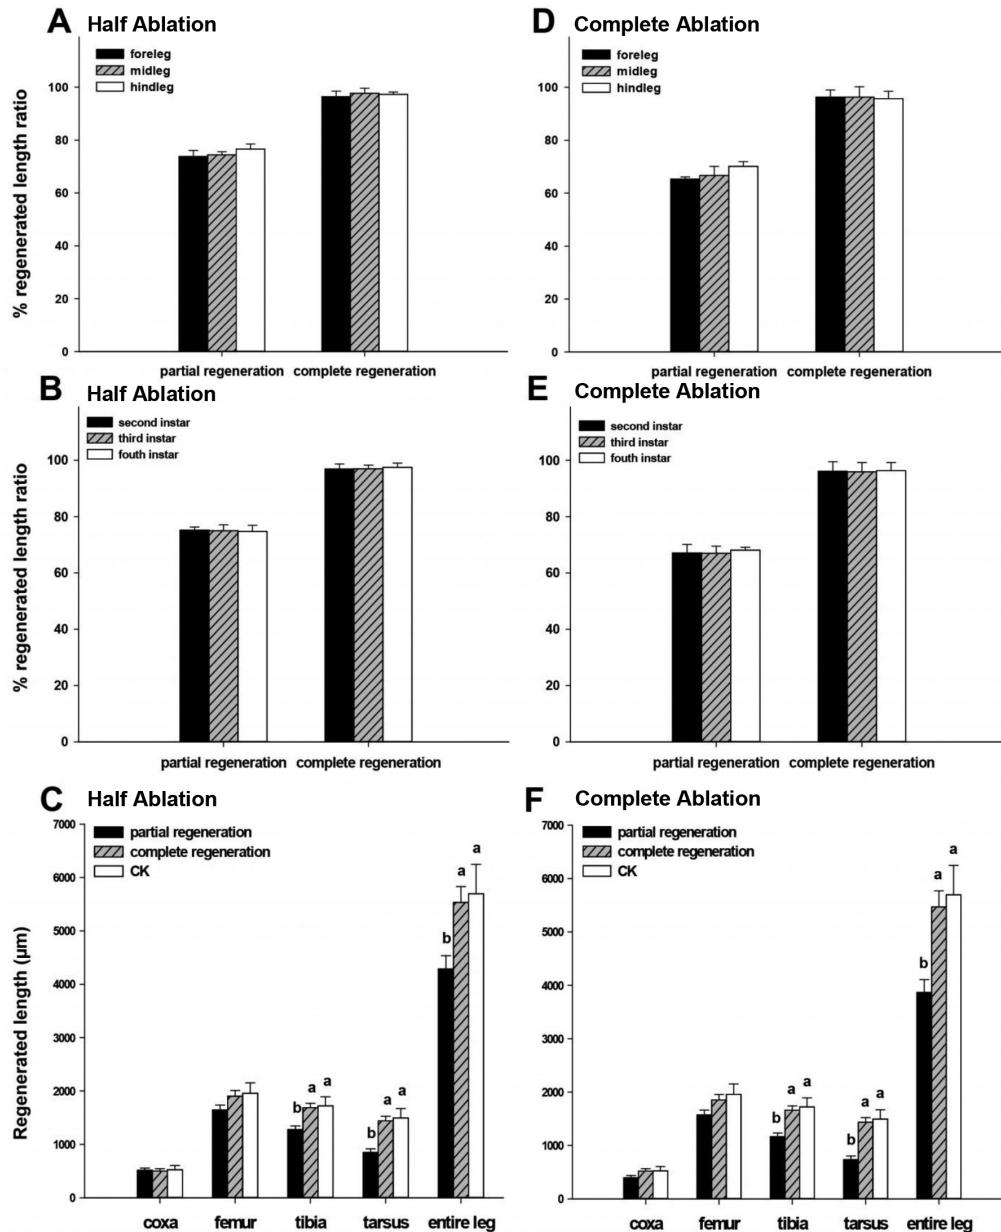 A Half Ablation
foreleg
midleg
hindleg
% regenerated length ratio
100
80
60
40
20
0
partial regeneration complete regeneration
D Complete Ablation
foreleg
midleg
hindleg
100
80
60
40
20
0
partial regeneration complete regeneration
B Half Ablation
second instar
third instar
fouth instar
% regenerated length ratio
100
80
60
40
20
0
partial regeneration complete regeneration
E Complete Ablation
second instar
third instar
fouth instar
100
80
60
40
20
0
partial regeneration complete regeneration
C Half Ablation
partial regeneration
complete regeneration
CK
Regenerated length (μm)
7000
6000
5000
4000
3000
2000
1000
0
b a a
b a a
b a a
coxa femur tibia tarsus entire leg
F Complete Ablation
partial regeneration
complete regeneration
CK
7000
6000
5000
4000
3000
2000
1000
0
b a a
b a a
b a a
coxa femur tibia tarsus entire leg